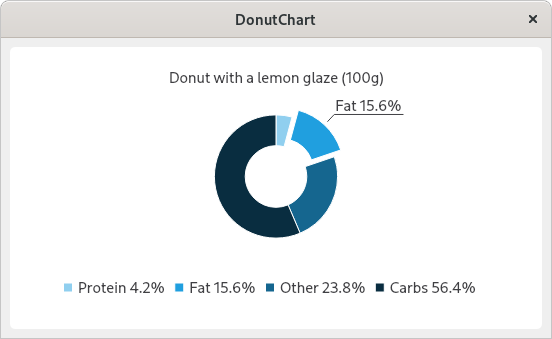 DonutChart
Donut with a lemon glaze (100g)
Fat 15.6%
Protein 4.2% Fat 15.6% Other 23.8% Carbs 56.4%